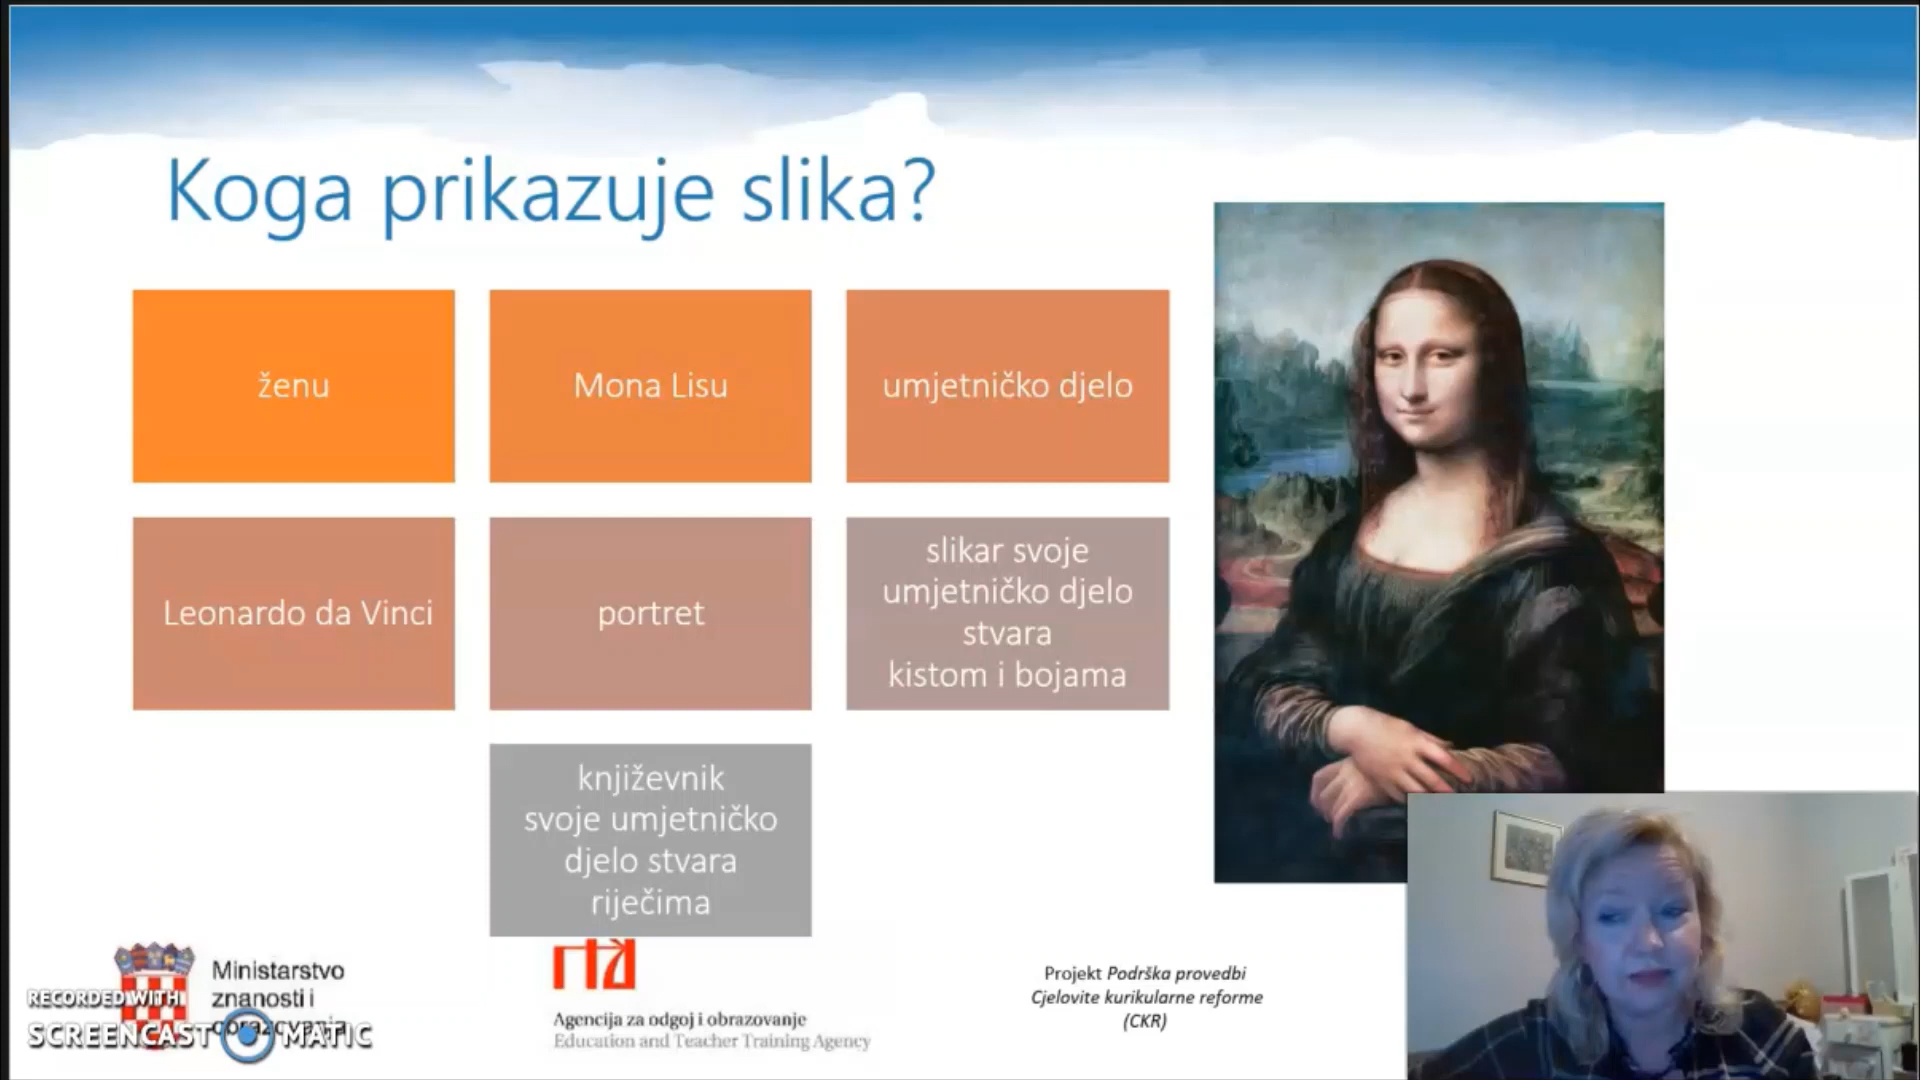 Koga prikazuje slika?
ženu
Mona Lisu
umjetničko djelo
Leonardo da Vinci
portret
slikar svoje
umjetničko djelo
stvara
kistom i bojama
književnik
svoje umjetničko
djelo stvara
riječima
Ministarstvo
znanosti i
obrazovanja
RECORDED WITH
SCREENCAST MATIC
Agencija za odgoj i obrazovanje
Education and Teacher Training Agency
Projekt Podrška provedbi
Cjelovite kurikularne reforme
(CKR)